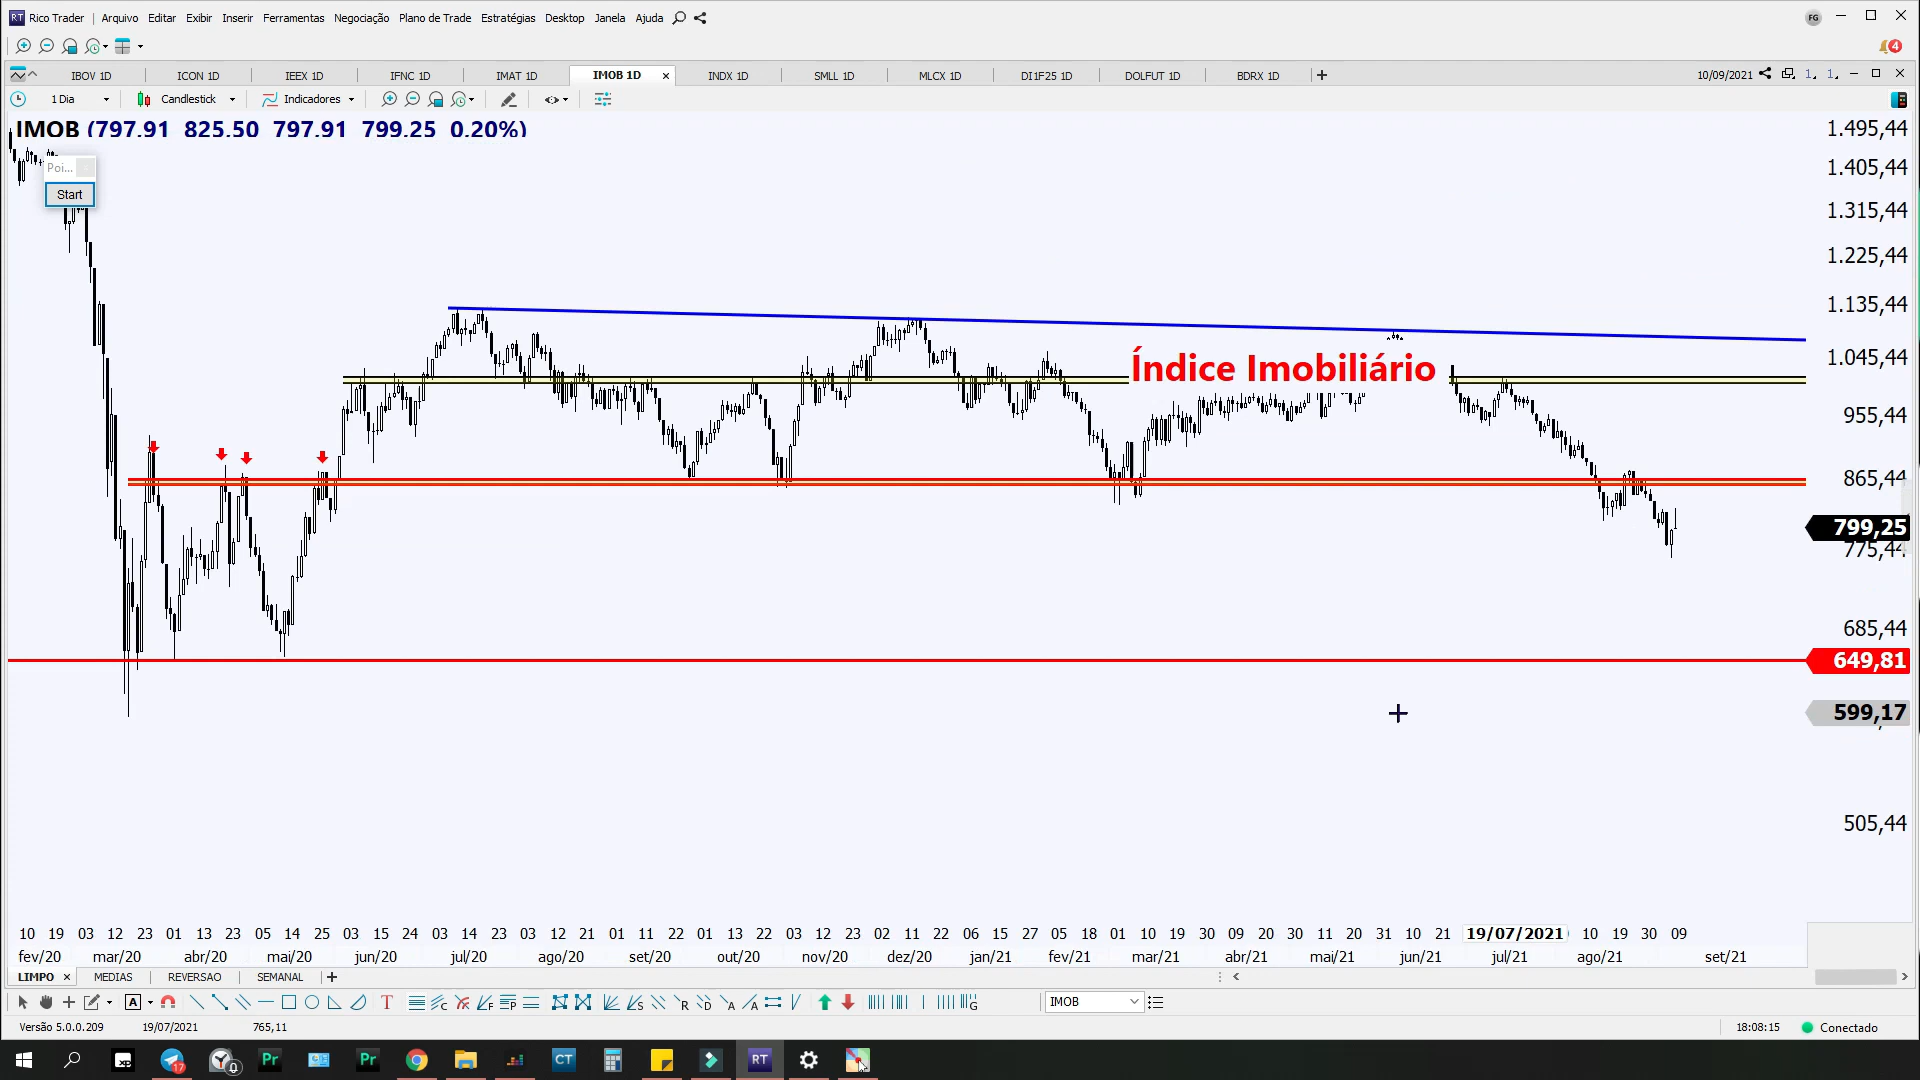 Rico Trader Arquivo Editar Exibir Inserir Ferramentas Negociação Plano de Trade Estratégias Desktop Janela Ajuda FG
4
IBOV 1D ICON 1D IEEX 1D IFNC 1D IMAT 1D IMOB 1D INDX 1D SMLL 1D MLCX 1D DI1F25 1D DOLFUT 1D BDRX 1D 10/09/2021
1 Dia Candlestick Indicadores
IMOB (797,91 825,50 797,91 799,25 0,20%)
Poi...
Start
1.495,44
1.405,44
1.315,44
1.225,44
1.135,44
1.045,44
Índice Imobiliário
955,44
865,44
799,25
775,44
685,44
649,81
599,17
505,44
10 19 03 12 23 01 13 23 05 14 25 03 15 24 03 14 23 03 12 21 01 11 22 01 13 22 03 12 23 02 11 22 06 15 27 05 18 01 10 19 30 09 20 30 11 20 31 10 21 19/07/2021 10 19 30 09
fev/20 mar/20 abr/20 mai/20 jun/20 jul/20 ago/20 set/20 out/20 nov/20 dez/20 jan/21 fev/21 mar/21 abr/21 mai/21 jun/21 jul/21 ago/21 set/21
LIMPO MEDIAS REVERSAO SEMANAL
IMOB
Versão 5.0.0.209 19/07/2021 765,11 18:08:15 Conectado
XP 17 Pr Pr CT RT